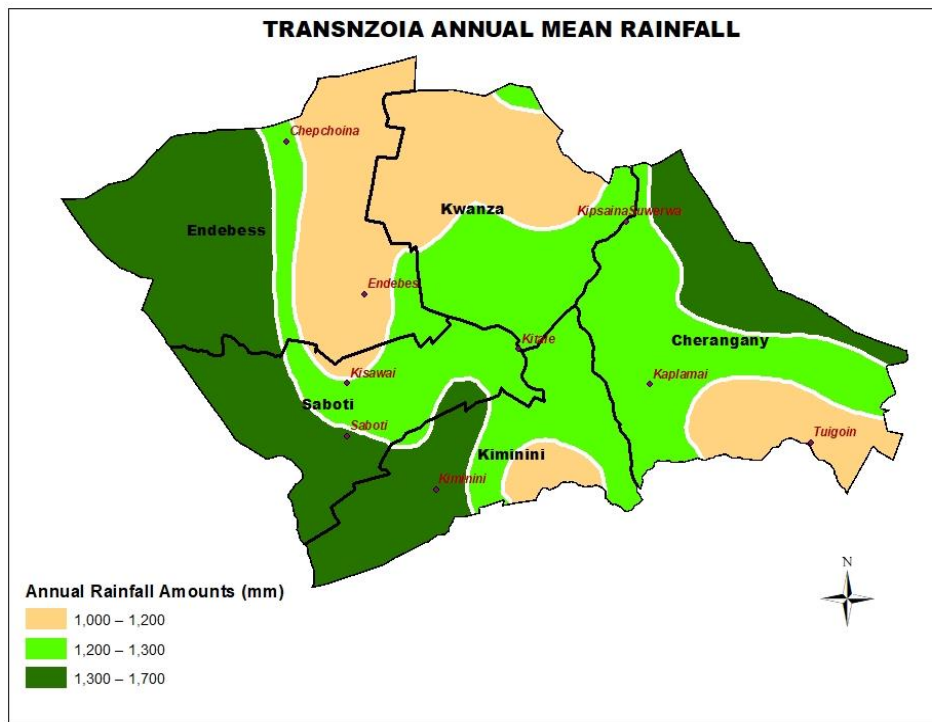 TRANSNZOIA ANNUAL MEAN RAINFALL
Chepchoina
Kwanza
KipsainaSuwerwa
Endebess
Endebes
Kitale
Cherangany
Kisawai
Kaplamai
Saboti
Saboti
Tuigoin
Kiminini
Kiminini
N
Annual Rainfall Amounts (mm)
1,000 – 1,200
1,200 – 1,300
1,300 – 1,700